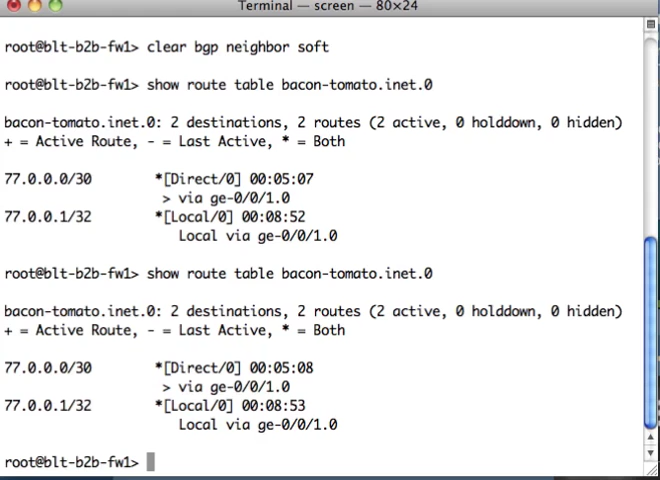 Terminal — screen — 80×24
root@blt-b2b-fw1> clear bgp neighbor soft
root@blt-b2b-fw1> show route table bacon-tomato.inet.0
bacon-tomato.inet.0: 2 destinations, 2 routes (2 active, 0 holddown, 0 hidden)
+ = Active Route, - = Last Active, * = Both
77.0.0.0/30        *[Direct/0] 00:05:07
                    > via ge-0/0/1.0
77.0.0.1/32        *[Local/0] 00:08:52
                      Local via ge-0/0/1.0
root@blt-b2b-fw1> show route table bacon-tomato.inet.0
bacon-tomato.inet.0: 2 destinations, 2 routes (2 active, 0 holddown, 0 hidden)
+ = Active Route, - = Last Active, * = Both
77.0.0.0/30        *[Direct/0] 00:05:08
                    > via ge-0/0/1.0
77.0.0.1/32        *[Local/0] 00:08:53
                      Local via ge-0/0/1.0
root@blt-b2b-fw1>